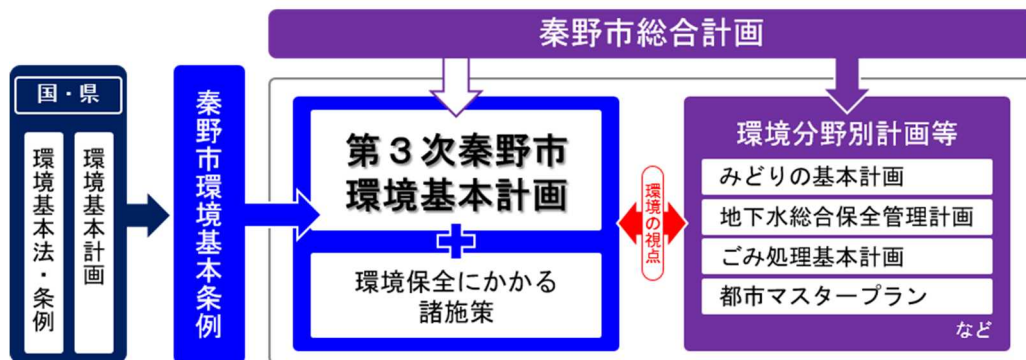 秦野市総合計画
国・県
環境基本法・条例
環境基本計画
秦野市環境基本条例
第３次秦野市
環境基本計画
環境保全にかかる
諸施策
環境の視点
環境分野別計画等
みどりの基本計画
地下水総合保全管理計画
ごみ処理基本計画
都市マスタープラン
など